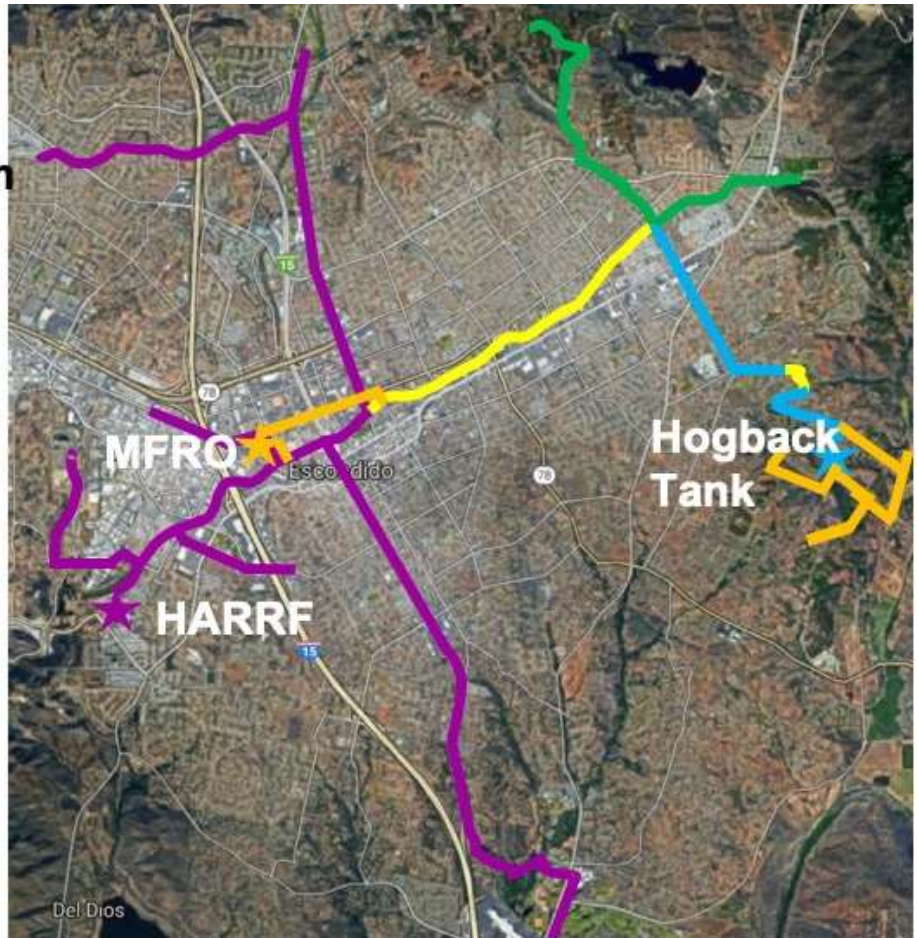 n
15
78
MFRO
Escondido
Hogback
Tank
78
HARRF
15
Del Dios